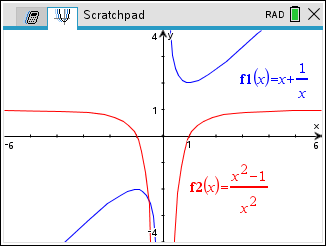 Scratchpad RAD
4 y
f1(x)=x+1/x
1
x
-6 1 6
f2(x)=x²-1/x²
-4